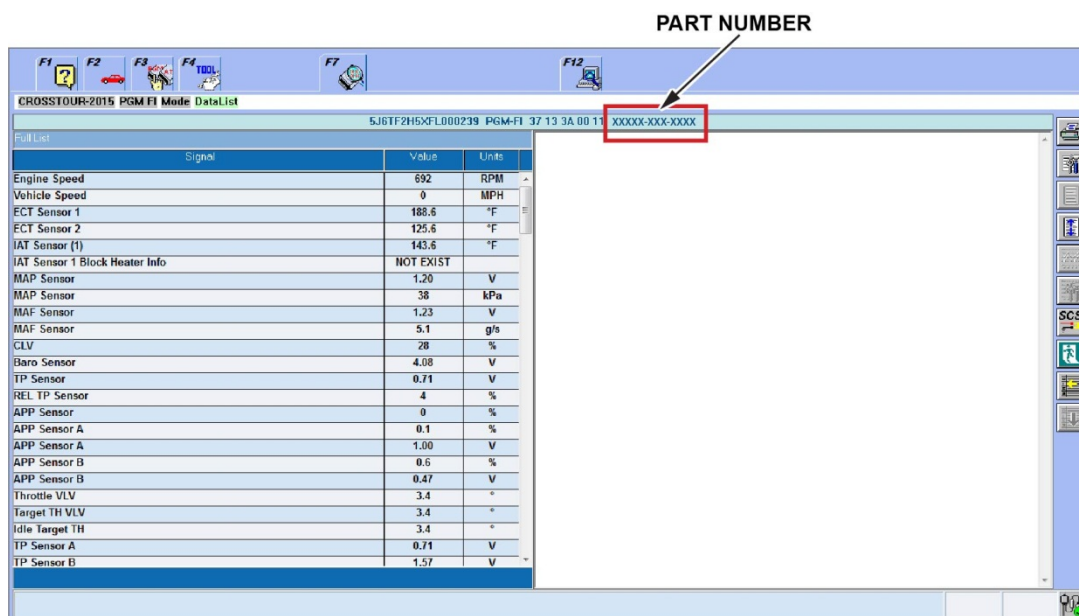 PART NUMBER
F1 F2 F3 F4 TOOL F7 F12
CROSSTOUR-2015 PGM FI Mode DataList
5J6TF2H5XFL000239 PGM-FI 37 13 3A 00 11 XXXXX-XXX-XXXX
Full List
Signal Value Units
Engine Speed 692 RPM
Vehicle Speed 0 MPH
ECT Sensor 1 188.6 °F
ECT Sensor 2 125.6 °F
IAT Sensor (1) 143.6 °F
IAT Sensor 1 Block Heater Info NOT EXIST
MAP Sensor 1.20 V
MAP Sensor 38 kPa
MAF Sensor 1.23 V
MAF Sensor 5.1 g/s
CLV 28 %
Baro Sensor 4.08 V
TP Sensor 0.71 V
REL TP Sensor 4 %
APP Sensor 0 %
APP Sensor A 0.1 %
APP Sensor A 1.00 V
APP Sensor B 0.6 %
APP Sensor B 0.47 V
Throttle VLV 3.4 °
Target TH VLV 3.4 °
Idle Target TH 3.4 °
TP Sensor A 0.71 V
TP Sensor B 1.57 V
SCS